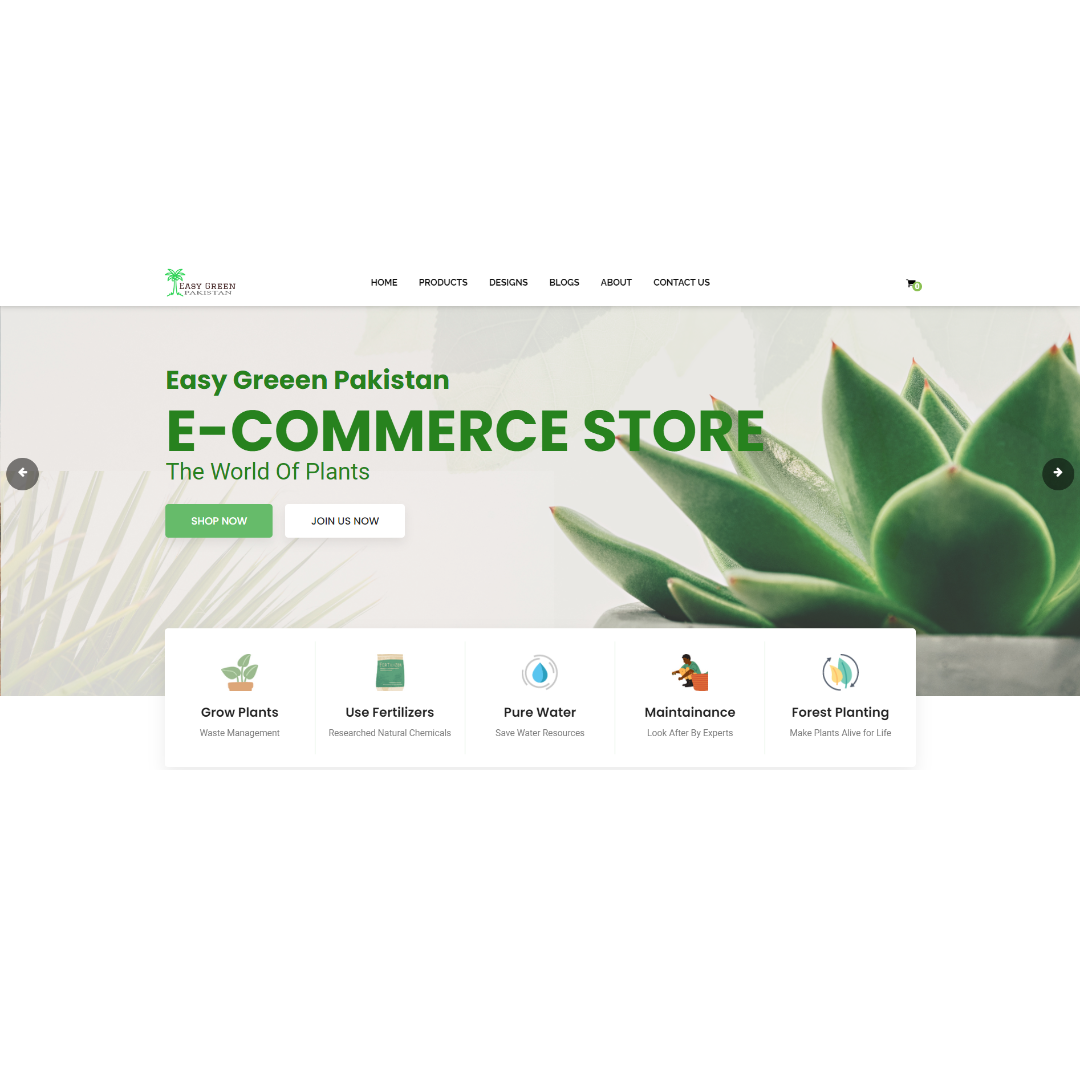 EASY GREEN
PAKISTAN
HOME PRODUCTS DESIGNS BLOGS ABOUT CONTACT US
0
Easy Greeen Pakistan
E-COMMERCE STORE
The World Of Plants
SHOP NOW JOIN US NOW
Grow Plants Use Fertilizers Pure Water Maintainance Forest Planting
Waste Management Researched Natural Chemicals Save Water Resources Look After By Experts Make Plants Alive for Life